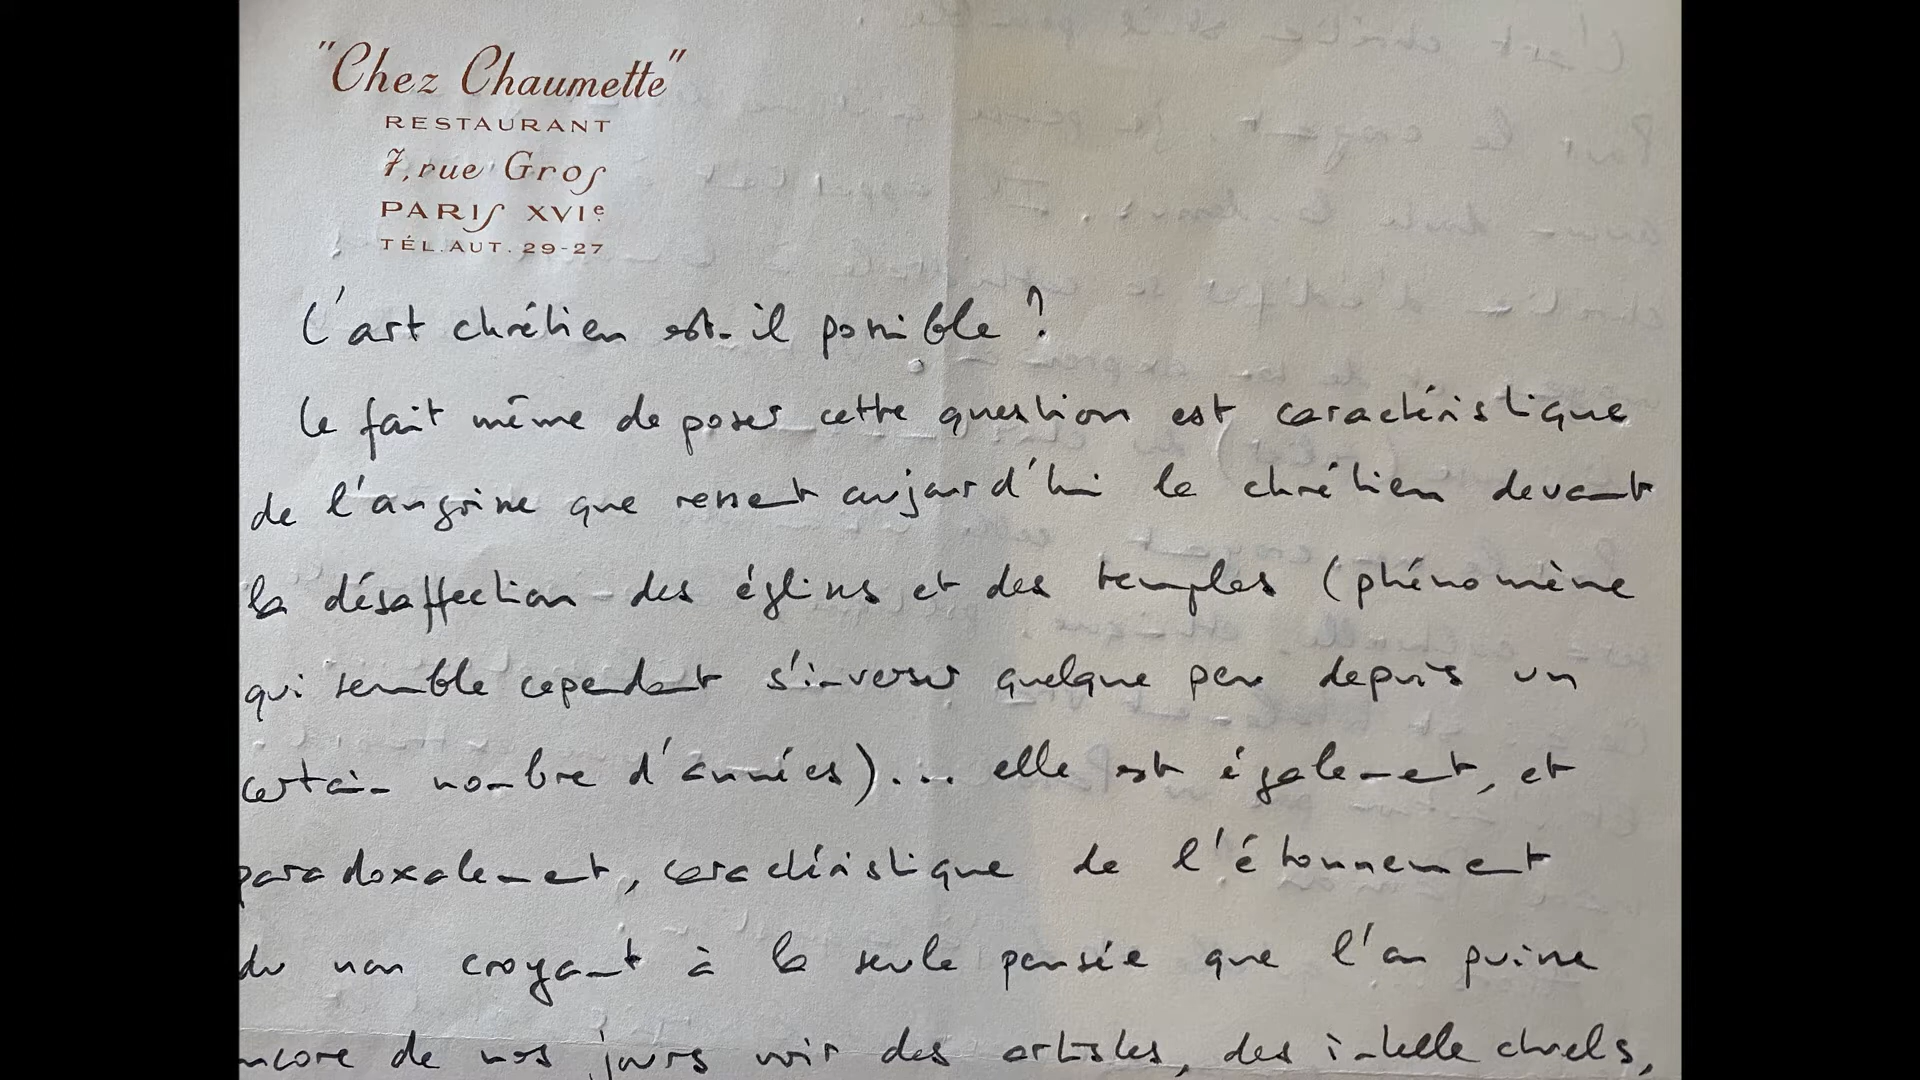 "Chez Chaumette"
RESTAURANT
7, rue Gros
PARIS XVIe
TÉL. AUT. 29-27
L'art chrétien est-il possible ?
Le fait même de poser cette question est caractéristique
de l'angoisse que ressent aujourd'hui le chrétien devant
la désaffection des églises et des temples (phénomène
qui semble cependant s'inverser quelque peu depuis un
certain nombre d'années)... elle est également, et
paradoxalement, caractéristique de l'étonnement
du non croyant à la seule pensée que l'on puisse
encore de nos jours voir des artistes, des intellectuels,